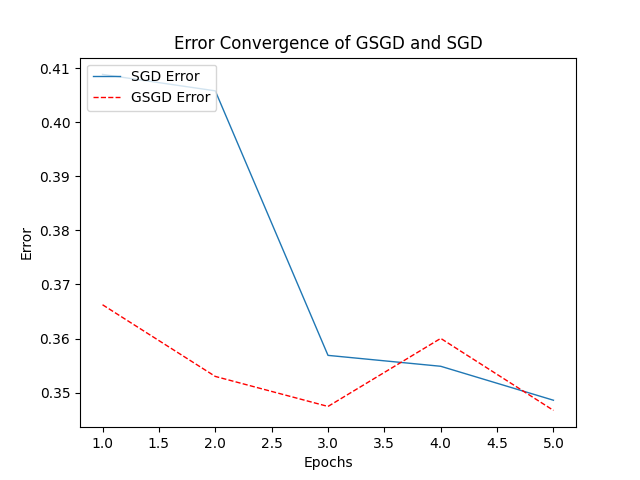 Error Convergence of GSGD and SGD
SGD Error
GSGD Error
0.41
0.40
0.39
0.38
0.37
0.36
0.35
Error
1.0 1.5 2.0 2.5 3.0 3.5 4.0 4.5 5.0
Epochs